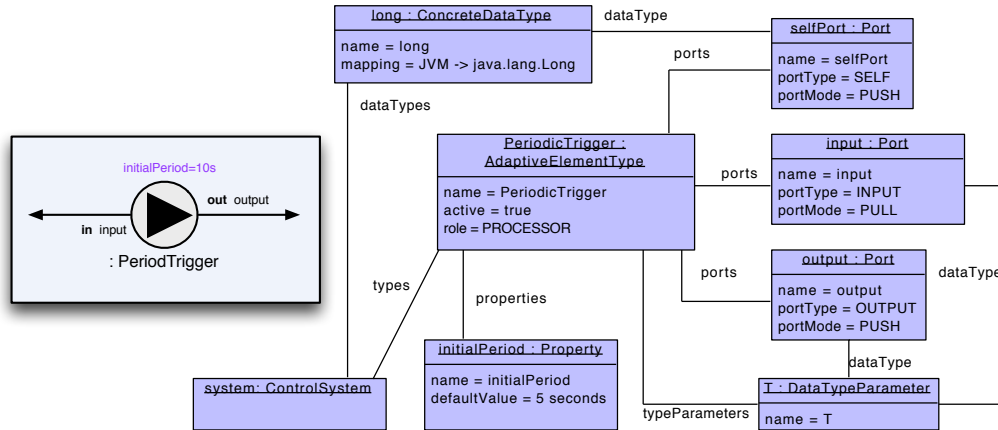 long : ConcreteDataType
name = long
mapping = JVM -> java.lang.Long
dataType
selfPort : Port
name = selfPort
portType = SELF
portMode = PUSH
ports
dataTypes
initialPeriod=10s
out output
in input
: PeriodTrigger
PeriodicTrigger :
AdaptiveElementType
name = PeriodicTrigger
active = true
role = PROCESSOR
ports
input : Port
name = input
portType = INPUT
portMode = PULL
types
properties
ports
output : Port
name = output
portType = OUTPUT
portMode = PUSH
dataType
dataType
initialPeriod : Property
name = initialPeriod
defaultValue = 5 seconds
system: ControlSystem
typeParameters
T : DataTypeParameter
name = T